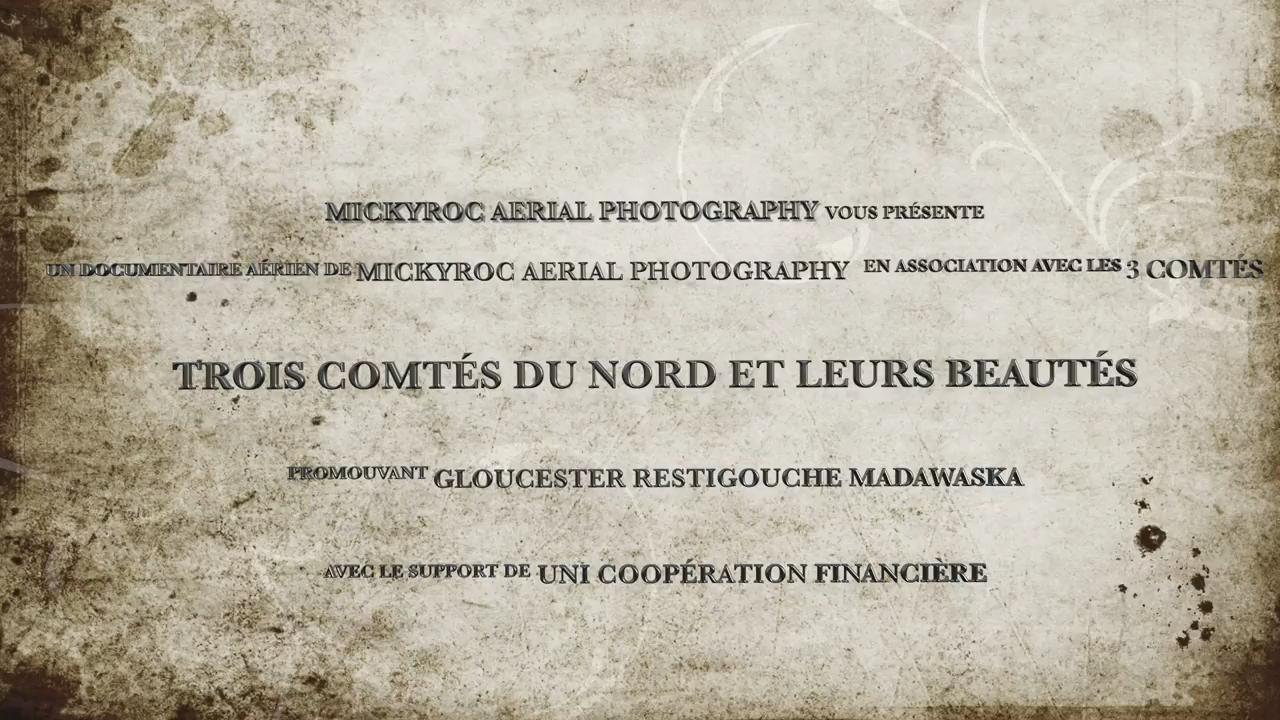 MICKYROC AERIAL PHOTOGRAPHY VOUS PRÉSENTE
UN DOCUMENTAIRE AÉRIEN DE MICKYROC AERIAL PHOTOGRAPHY EN ASSOCIATION AVEC LES 3 COMTÉS
TROIS COMTÉS DU NORD ET LEURS BEAUTÉS
PROMOUVANT GLOUCESTER RESTIGOUCHE MADAWASKA
AVEC LE SUPPORT DE UNI COOPÉRATION FINANCIÈRE